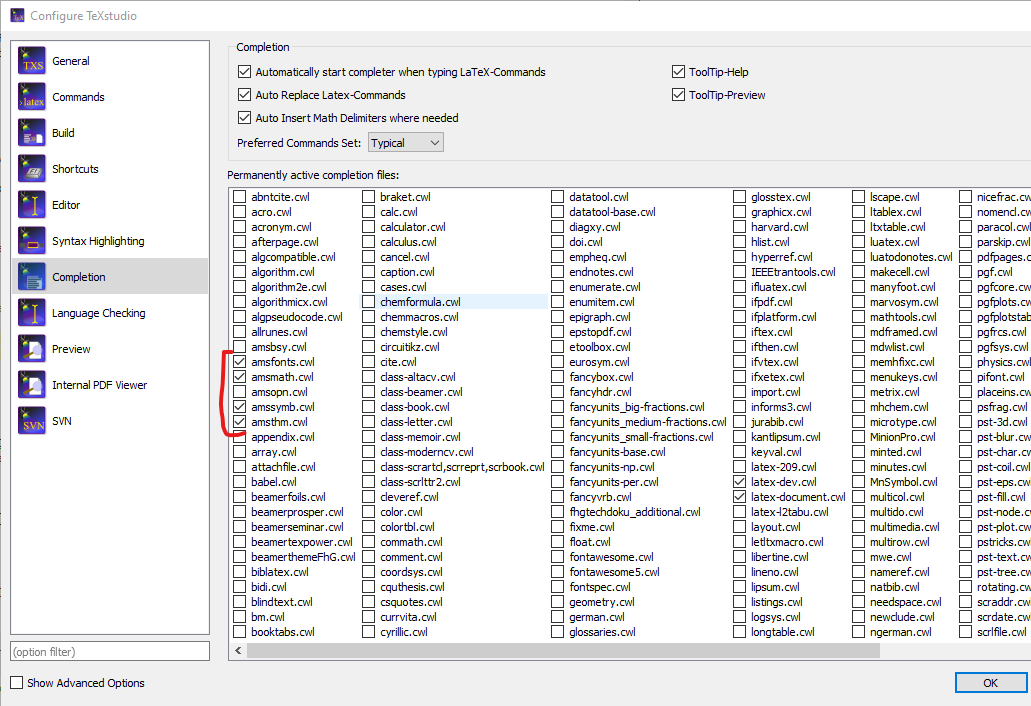 Configure TeXstudio
General
Commands
Build
Shortcuts
Editor
Syntax Highlighting
Completion
Language Checking
Preview
Internal PDF Viewer
SVN
(option filter)
Show Advanced Options
Completion
Automatically start completer when typing LaTeX-Commands
ToolTip-Help
Auto Replace Latex-Commands
ToolTip-Preview
Auto Insert Math Delimiters where needed
Preferred Commands Set: Typical
Permanently active completion files:
abntcite.cwl
acro.cwl
acronym.cwl
afterpage.cwl
algcompatible.cwl
algorithm.cwl
algorithm2e.cwl
algorithmicx.cwl
algpseudocode.cwl
allrunes.cwl
amsbsy.cwl
amsfonts.cwl
amsmath.cwl
amsopn.cwl
amssymb.cwl
amsthm.cwl
appendix.cwl
array.cwl
attachfile.cwl
babel.cwl
beamerfoils.cwl
beamerprosper.cwl
beamerseminar.cwl
beamertexpower.cwl
beamerthemeFhG.cwl
biblatex.cwl
bidi.cwl
blindtext.cwl
bm.cwl
booktabs.cwl
braket.cwl
calc.cwl
calculator.cwl
calculus.cwl
cancel.cwl
caption.cwl
cases.cwl
chemformula.cwl
chemmacros.cwl
chemstyle.cwl
circuitikz.cwl
cite.cwl
class-altacv.cwl
class-beamer.cwl
class-book.cwl
class-letter.cwl
class-memoir.cwl
class-moderncv.cwl
class-scrartcl,scrreprt,scrbook.cwl
class-scrlttr2.cwl
cleveref.cwl
color.cwl
colortbl.cwl
commath.cwl
comment.cwl
coordsys.cwl
cquthesis.cwl
csquotes.cwl
currvita.cwl
cyrillic.cwl
datatool.cwl
datatool-base.cwl
diagxy.cwl
doi.cwl
empheq.cwl
endnotes.cwl
enumerate.cwl
enumitem.cwl
epigraph.cwl
epstopdf.cwl
etoolbox.cwl
eurosym.cwl
fancybox.cwl
fancyhdr.cwl
fancyunits_big-fractions.cwl
fancyunits_medium-fractions.cwl
fancyunits_small-fractions.cwl
fancyunits-base.cwl
fancyunits-np.cwl
fancyunits-per.cwl
fancyvrb.cwl
fhgtechdoku_additional.cwl
fixme.cwl
float.cwl
fontawesome.cwl
fontawesome5.cwl
fontspec.cwl
geometry.cwl
german.cwl
glossaries.cwl
glosstex.cwl
graphicx.cwl
harvard.cwl
hlist.cwl
hyperref.cwl
IEEEtrantools.cwl
ifluatex.cwl
ifpdf.cwl
ifplatform.cwl
iftex.cwl
ifthen.cwl
ifvtex.cwl
ifxetex.cwl
import.cwl
informs3.cwl
jurabib.cwl
kantlipsum.cwl
keyval.cwl
latex-209.cwl
latex-dev.cwl
latex-document.cwl
latex-l2tabu.cwl
layout.cwl
letltxmacro.cwl
libertine.cwl
lineno.cwl
lipsum.cwl
listings.cwl
logsys.cwl
longtable.cwl
lscape.cwl
ltablex.cwl
ltxtable.cwl
luatex.cwl
luatodonotes.cwl
makecell.cwl
manyfoot.cwl
marvosym.cwl
mathtools.cwl
mdframed.cwl
mdwlist.cwl
memhfixc.cwl
menukeys.cwl
metrix.cwl
mhchem.cwl
microtype.cwl
MinionPro.cwl
minted.cwl
minutes.cwl
MnSymbol.cwl
multicol.cwl
multido.cwl
multimedia.cwl
multirow.cwl
mwe.cwl
nameref.cwl
natbib.cwl
needspace.cwl
newclude.cwl
ngerman.cwl
nicefrac.cw
nomencl.cw
paracol.cwl
parskip.cwl
pdfpages.c
pgf.cwl
pgfcore.cw
pgfplots.cw
pgfplotstab
pgfrcs.cwl
pgfsys.cwl
physics.cwl
pifont.cwl
placeins.cw
psfrag.cwl
pst-3d.cwl
pst-blur.cw
pst-char.cw
pst-coil.cwl
pst-eps.cwl
pst-fill.cwl
pst-node.cw
pst-plot.cw
pstricks.cw
pst-text.cw
pst-tree.cw
rotating.cw
scraddr.cw
scrdate.cw
scrlfile.cwl
OK